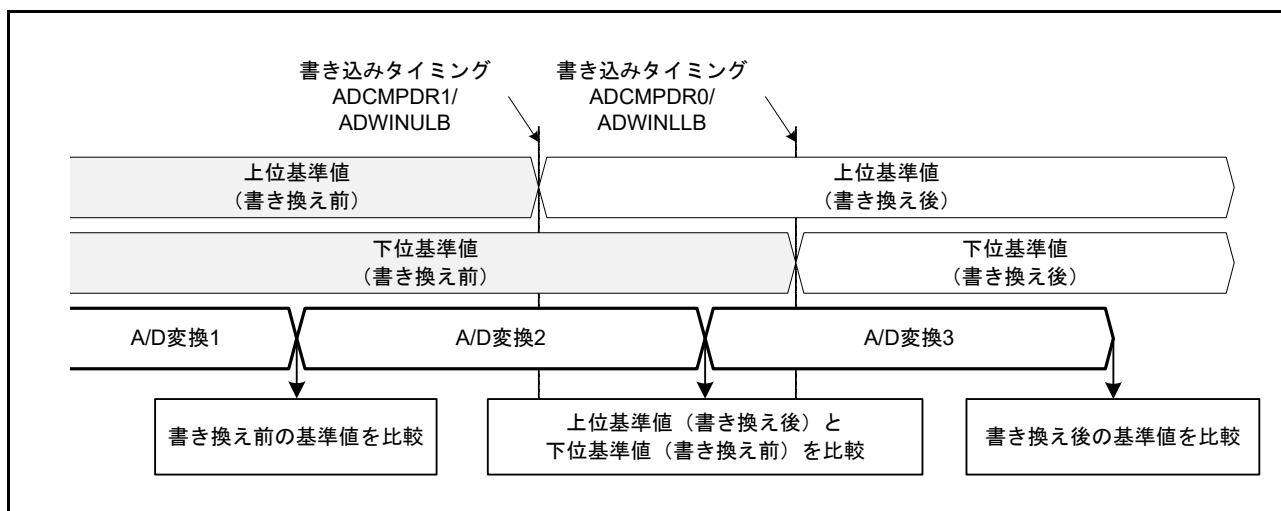 書き込みタイミング
ADCMPDR1/
ADWINULB
書き込みタイミング
ADCMPDR0/
ADWINLLB
上位基準値
（書き換え前）
上位基準値
（書き換え後）
下位基準値
（書き換え前）
下位基準値
（書き換え後）
A/D変換1
A/D変換2
A/D変換3
書き換え前の基準値を比較
上位基準値（書き換え後）と
下位基準値（書き換え前）を比較
書き換え後の基準値を比較